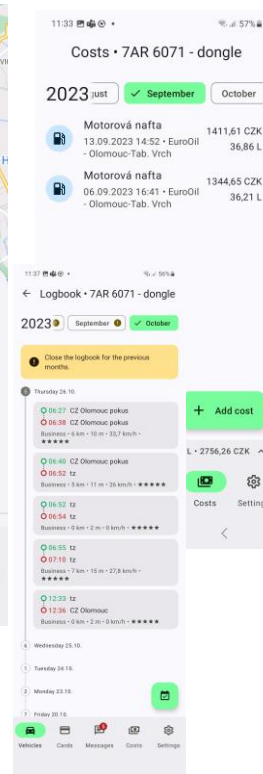 11:33
57%
Costs • 7AR 6071 - dongle
2023
just
September
October
Motorová nafta
13.09.2023 14:52 • EuroOil
- Olomouc-Tab. Vrch
1411,61 CZK
36,86 L
Motorová nafta
06.09.2023 16:41 • EuroOil
- Olomouc-Tab. Vrch
1344,65 CZK
36,21 L
+ Add cost
L • 2756,26 CZK
Costs
Setting
11:37
56%
Logbook • 7AR 6071 - dongle
2023
September
October
Close the logbook for the previous
months.
Thursday 26.10.
06:27 CZ Olomouc pokus
06:38 CZ Olomouc pokus
Business • 6 km • 10 m • 33,7 km/h •
★★★★★
06:40 CZ Olomouc pokus
06:52 tz
Business • 5 km • 11 m • 26 km/h • ★★★★★
06:52 tz
06:54 tz
Business • 0 km • 2 m • 0 km/h • ★★★★★
06:55 tz
07:10 tz
Business • 7 km • 15 m • 27,8 km/h •
★★★★★
12:33 tz
12:36 CZ Olomouc
Business • 0 km • 2 m • 0 km/h • ★★★★★
Wednesday 25.10.
1 Tuesday 24.10.
2 Monday 23.10.
7 Friday 20.10.
Vehicles
Cards
Messages
Costs
Settings